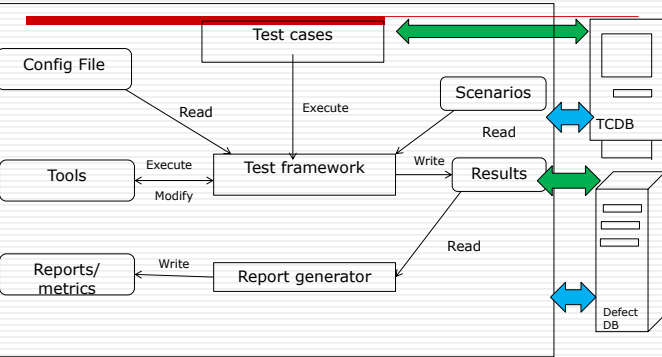 Test cases
Config File
Scenarios
Read
Execute
TCDB
Read
Execute
Test framework
Write
Tools
Results
Modify
Read
Write
Reports/
metrics
Report generator
Defect
DB